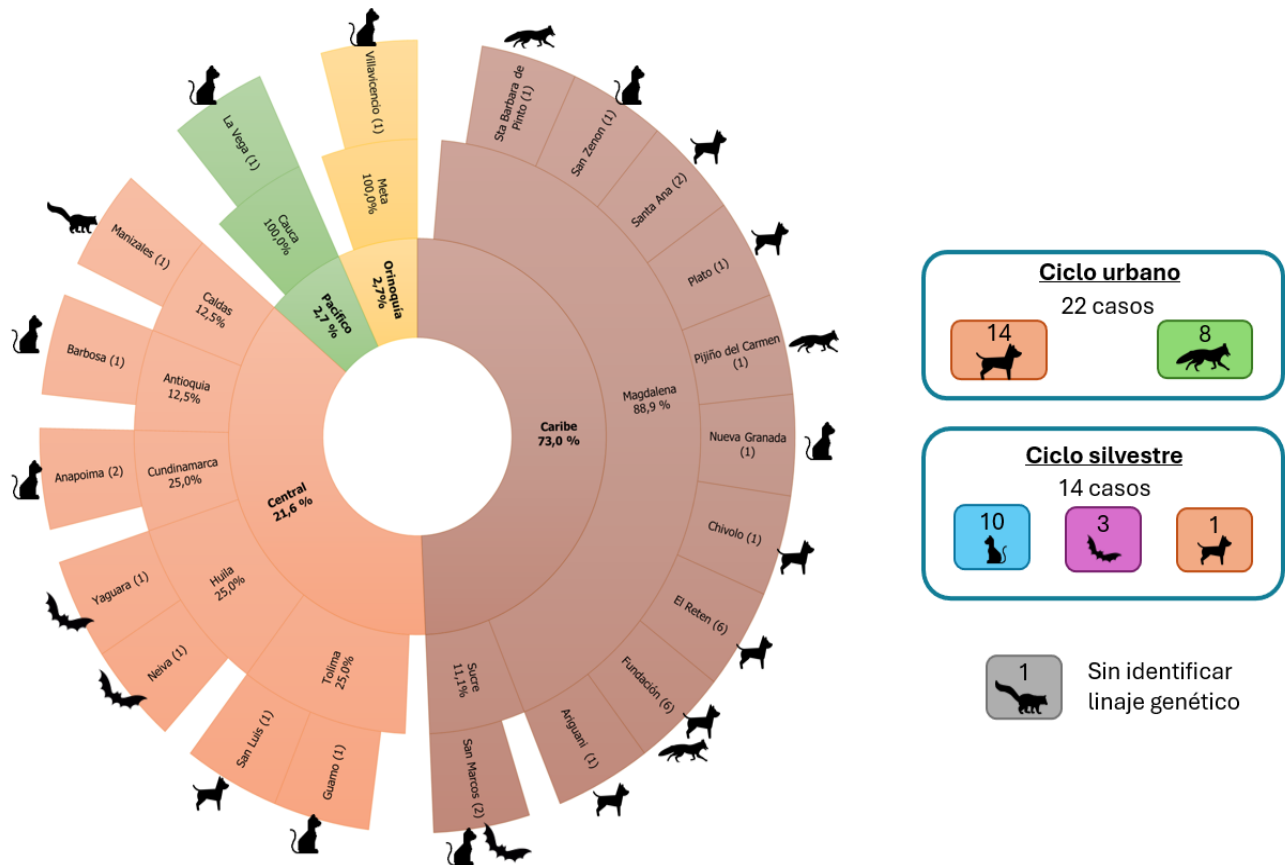 Villavicencio (1)
Meta
100,0%
Orinoquía
2,7%
La Vega (1)
Cauca
100,0%
Pacífico
2,7 %
Manizales (1)
Caldas
12,5%
Barbosa (1)
Antioquia
12,5%
Anapoima (2)
Cundinamarca
25,0%
Central
21,6 %
Yaguara (1)
Neiva (1)
Huila
25,0%
San Luis (1)
Guamo (1)
Tolima
25,0%
Sta Barbara de
Pinto (1)
San Zenon (1)
Santa Ana (2)
Plato (1)
Pijiño del Carmen
(1)
Nueva Granada
(1)
Chivolo (1)
El Reten (6)
Fundación (6)
Ariguani (1)
Magdalena
88,9 %
Caribe
73,0 %
Sucre
11,1%
San Marcos (2)
Ciclo urbano
22 casos
14
8
Ciclo silvestre
14 casos
10
3
1
1
Sin identificar
linaje genético